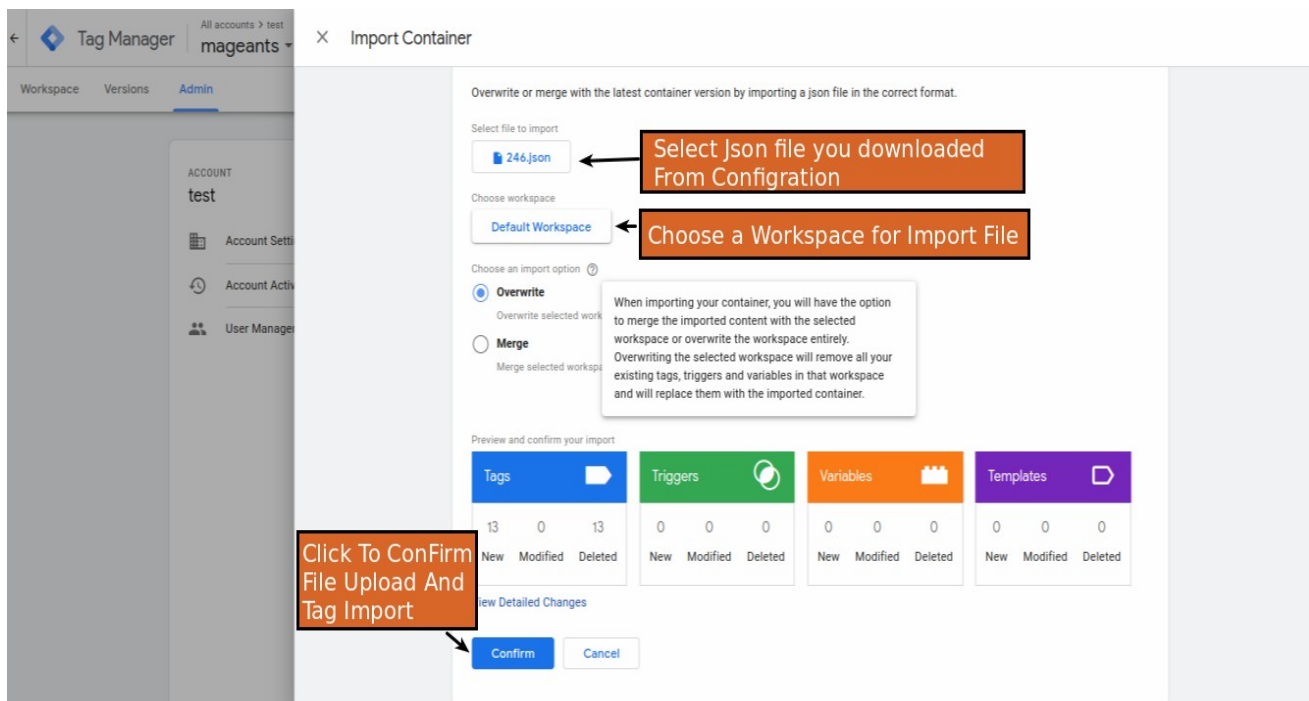 Tag Manager
All accounts > test
mageants
Import Container
Workspace Versions Admin
Overwrite or merge with the latest container version by importing a json file in the correct format.
Select file to import
246.json
Select Json file you downloaded
From Configration
ACCOUNT
test
Choose workspace
Default Workspace
Choose a Workspace for Import File
Account Setti
Account Activ
User Manager
Choose an import option
Overwrite
Overwrite selected work
Merge
Merge selected workspa
When importing your container, you will have the option
to merge the imported content with the selected
workspace or overwrite the workspace entirely.
Overwriting the selected workspace will remove all your
existing tags, triggers and variables in that workspace
and will replace them with the imported container.
Preview and confirm your import
Tags Triggers Variables Templates
13 0 13 0 0 0 0 0 0 0 0 0
New Modified Deleted New Modified Deleted New Modified Deleted New Modified Deleted
Click To ConFirm
File Upload And
Tag Import
iew Detailed Changes
Confirm Cancel